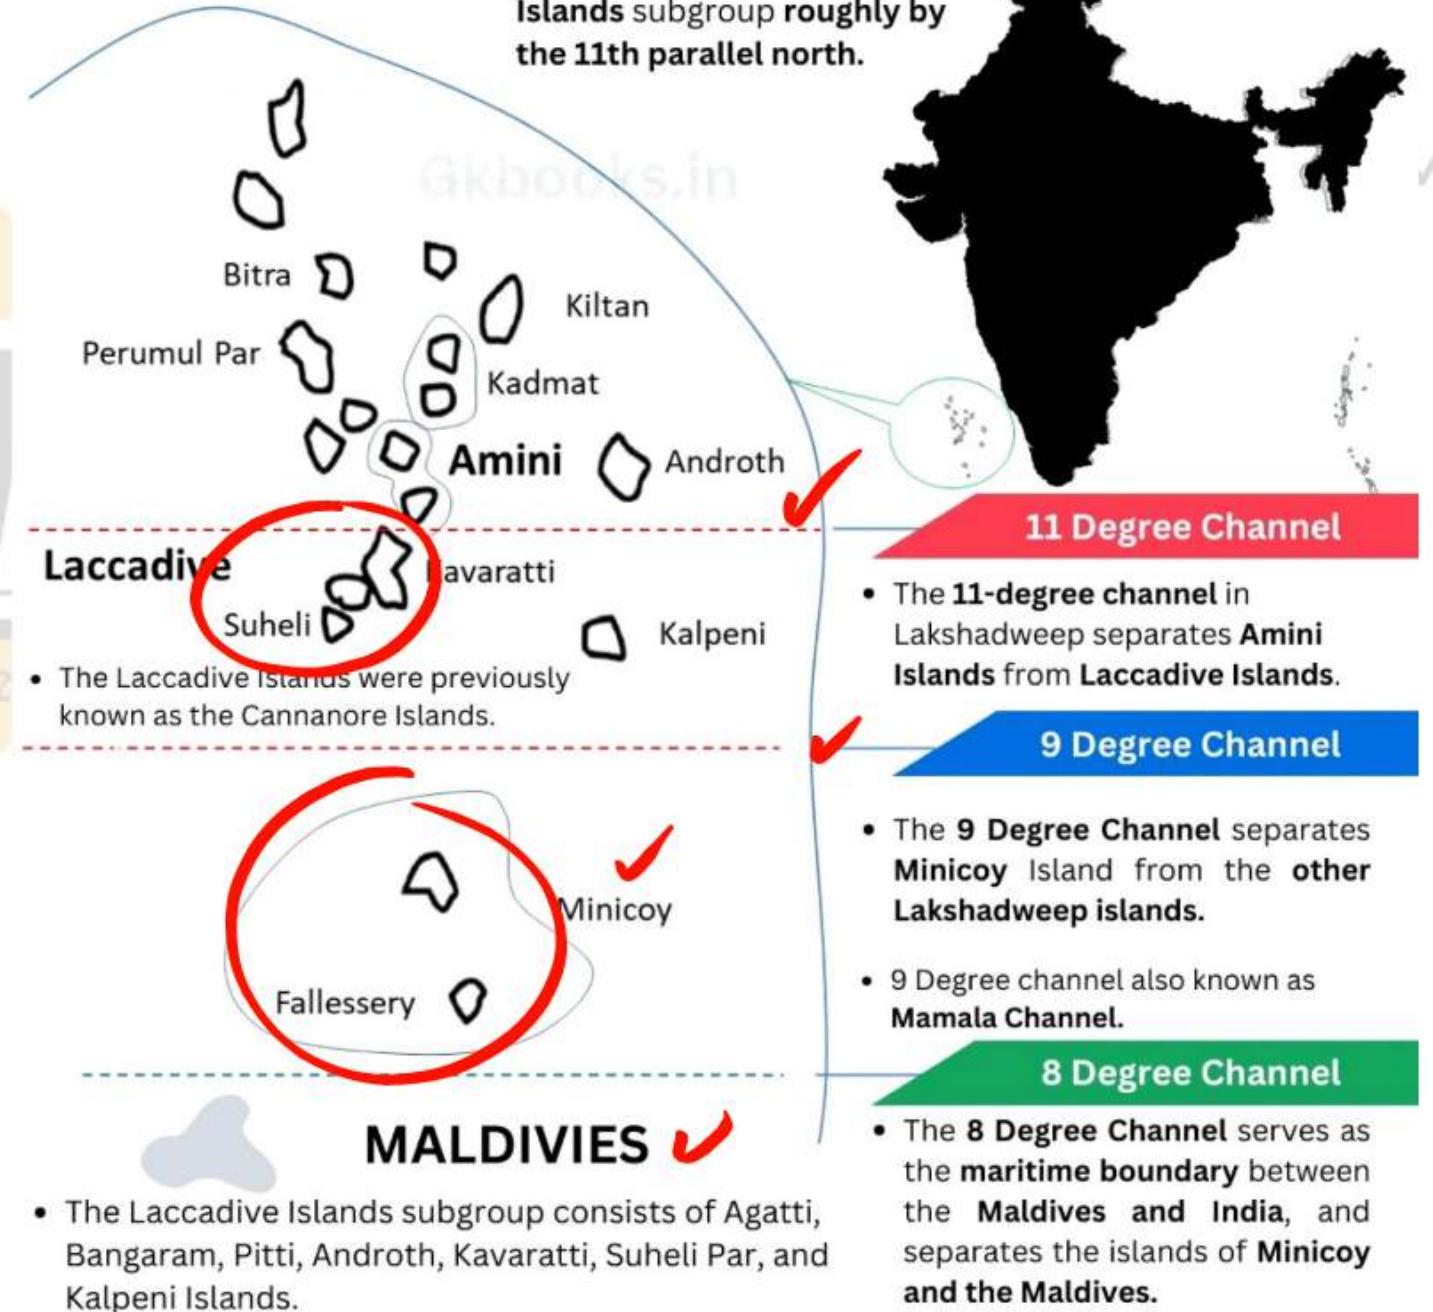 Islands subgroup roughly by
the 11th parallel north.
Gkbooks.in
Bitra
Kiltan
Perumul Par
Kadmat
Amini
Androth
11 Degree Channel
Laccadive
Kavaratti
Suheli
Kalpeni
• The Laccadive Islands were previously
known as the Cannanore Islands.
• The 11-degree channel in
Lakshadweep separates Amini
Islands from Laccadive Islands.
9 Degree Channel
Minicoy
Fallessery
• The 9 Degree Channel separates
Minicoy Island from the other
Lakshadweep islands.
• 9 Degree channel also known as
Mamala Channel.
8 Degree Channel
MALDIVIES
• The Laccadive Islands subgroup consists of Agatti,
Bangaram, Pitti, Androth, Kavaratti, Suheli Par, and
Kalpeni Islands.
• The 8 Degree Channel serves as
the maritime boundary between
the Maldives and India, and
separates the islands of Minicoy
and the Maldives.